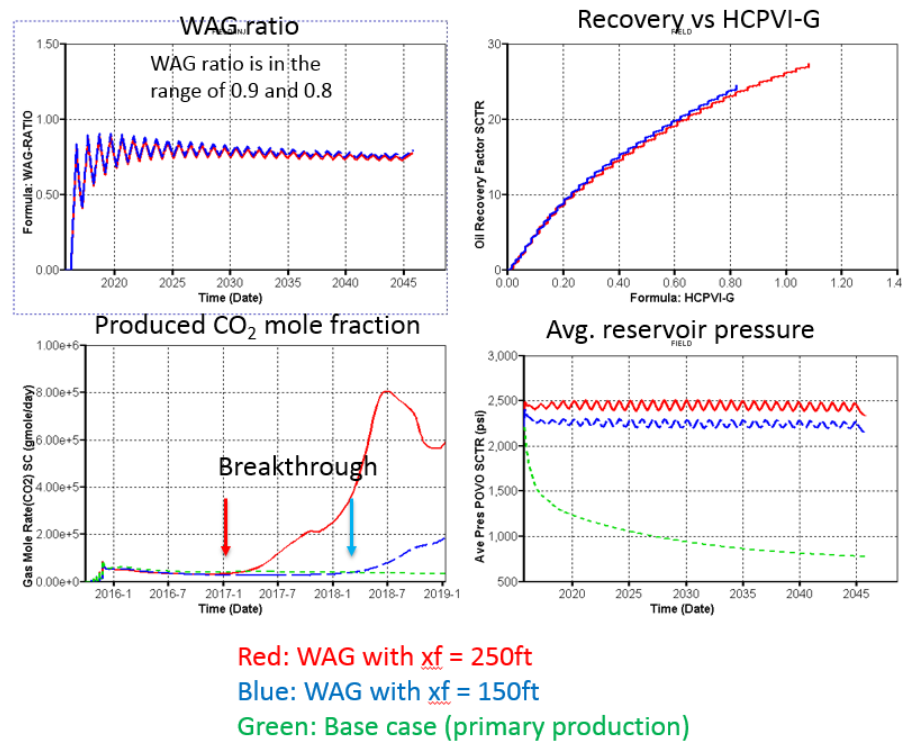 WAG ratio
WAG ratio is in the
range of 0.9 and 0.8
1.50
1.00
0.50
0.00
Formula: WAG-RATIO
2020
2025
2030
2035
2040
2045
Time (Date)
Recovery vs HCPVI-G
FIELD
30
20
10
0
Oil Recovery Factor SCTR
0.00
0.20
0.40
0.60
0.80
1.00
1.20
1.40
Formula: HCPVI-G
Produced CO₂ mole fraction
1.00e+6
8.00e+5
6.00e+5
4.00e+5
2.00e+5
0.00e+0
Gas Mole Rate(CO2) SC (gmole/day)
Breakthrough
2016-1
2016-7
2017-1
2017-7
2018-1
2018-7
2019-1
Time (Date)
Avg. reservoir pressure
FIELD
3,000
2,500
2,000
1,500
1,000
500
Ave Pres POVO SCTR (psi)
2020
2025
2030
2035
2040
2045
Time (Date)
Red: WAG with xf = 250ft
Blue: WAG with xf = 150ft
Green: Base case (primary production)